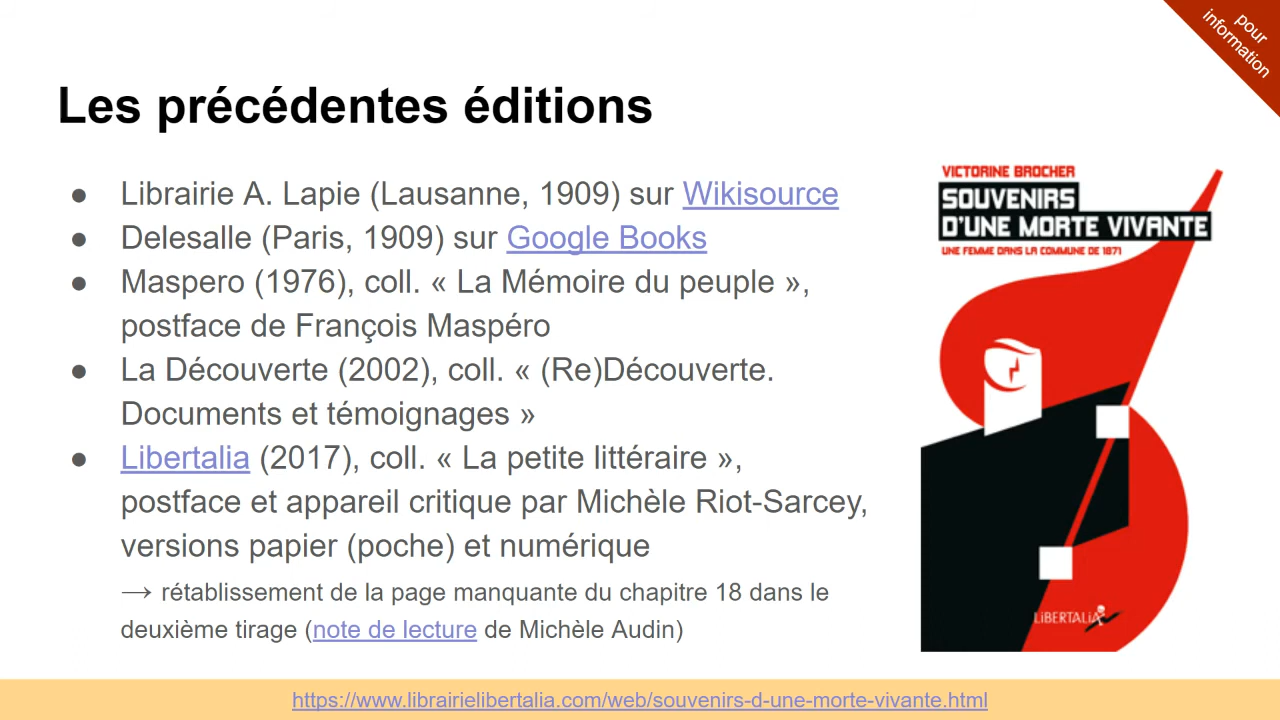 pour
information
Les précédentes éditions
● Librairie A. Lapie (Lausanne, 1909) sur Wikisource
● Delesalle (Paris, 1909) sur Google Books
● Maspero (1976), coll. « La Mémoire du peuple »,
postface de François Maspéro
● La Découverte (2002), coll. « (Re)Découverte.
Documents et témoignages »
● Libertalia (2017), coll. « La petite littéraire »,
postface et appareil critique par Michèle Riot-Sarcey,
versions papier (poche) et numérique
→ rétablissement de la page manquante du chapitre 18 dans le
deuxième tirage (note de lecture de Michèle Audin)
VICTORINE BROCHER
SOUVENIRS
D'UNE MORTE VIVANTE
UNE FEMME DANS LA COMMUNE DE 1871
LIBERTALIA
https://www.librairielibertalia.com/web/souvenirs-d-une-morte-vivante.html